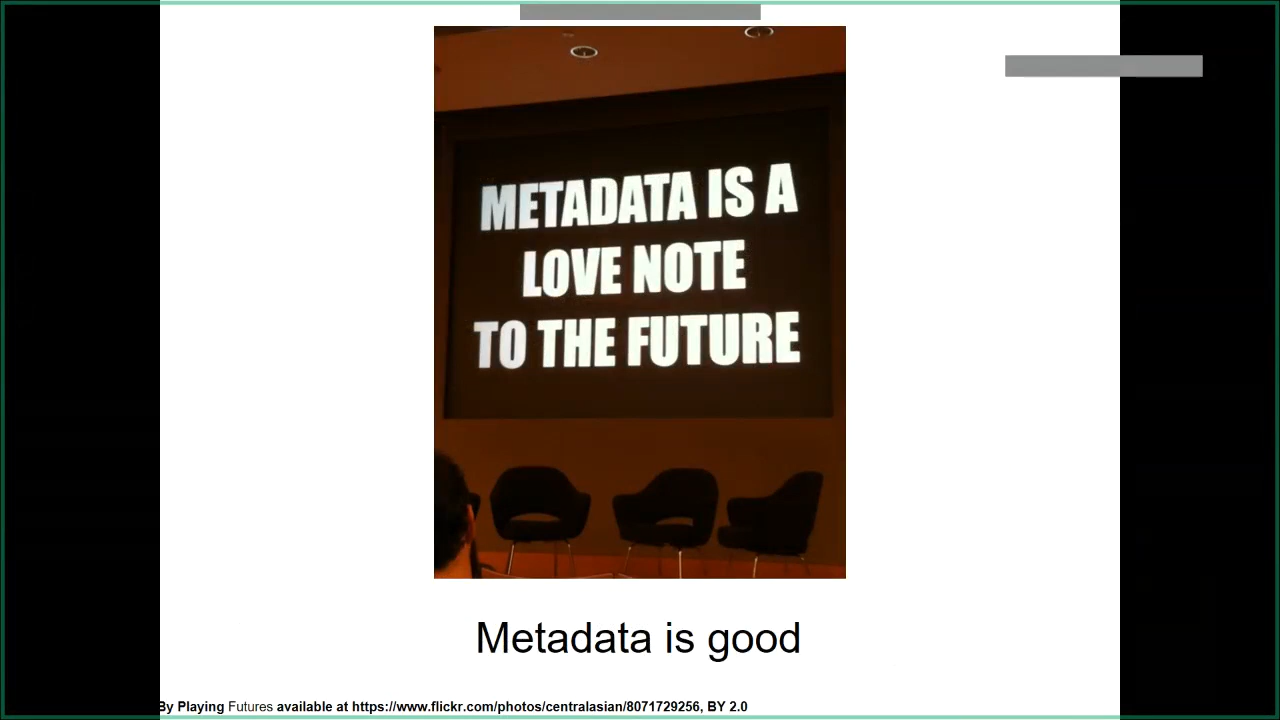 METADATA IS A
LOVE NOTE
TO THE FUTURE
Metadata is good
By Playing Futures available at https://www.flickr.com/photos/centralasian/8071729256, BY 2.0